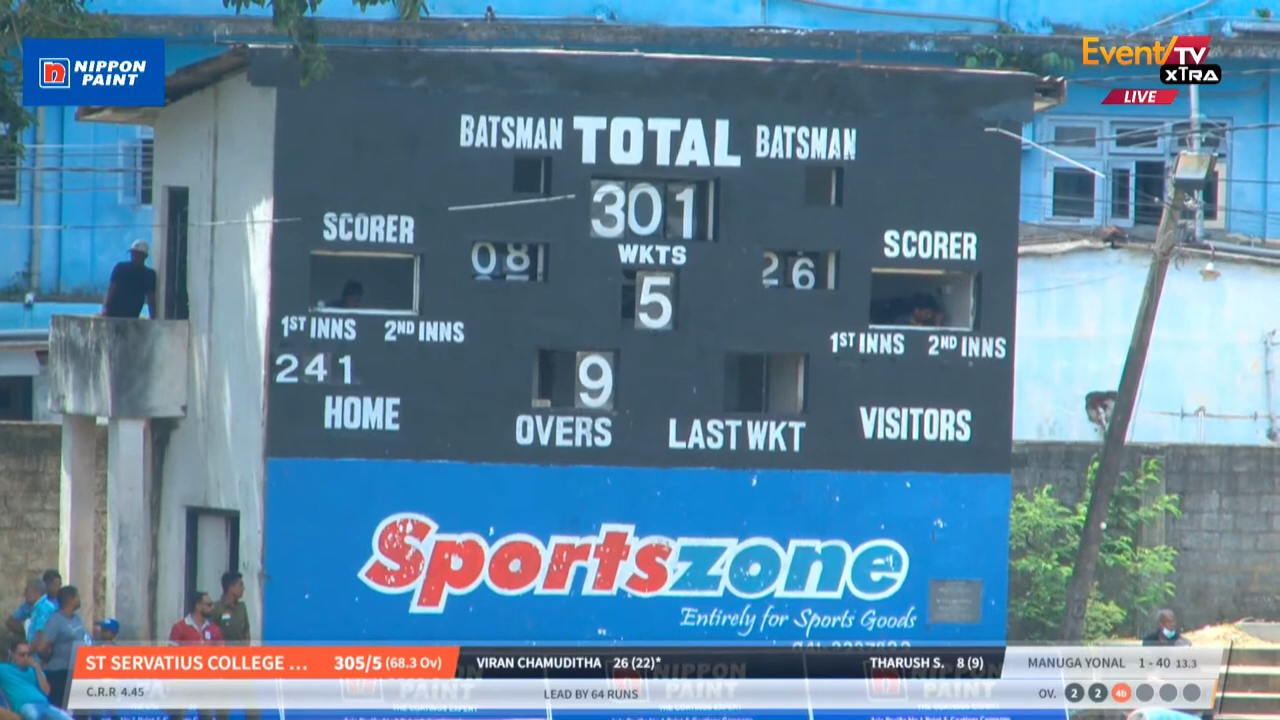 NIPPON
PAINT
Event TV
XTRA
LIVE
BATSMAN TOTAL BATSMAN
301
SCORER WKTS SCORER
081 5 261
1ST INNS 2ND INNS 1ST INNS 2ND INNS
241 9
HOME OVERS LAST WKT VISITORS
Sportszone
Entirely for Sports Goods
ST SERVATIUS COLLEGE ... 305/5 (68.3 Ov) VIRAN CHAMUDITHA 26 (22)* THARUSH S. 8 (9) MANUGA YONAL 1 - 40 13.3
C.R.R 4.45 LEAD BY 64 RUNS OV. 2 2 4b